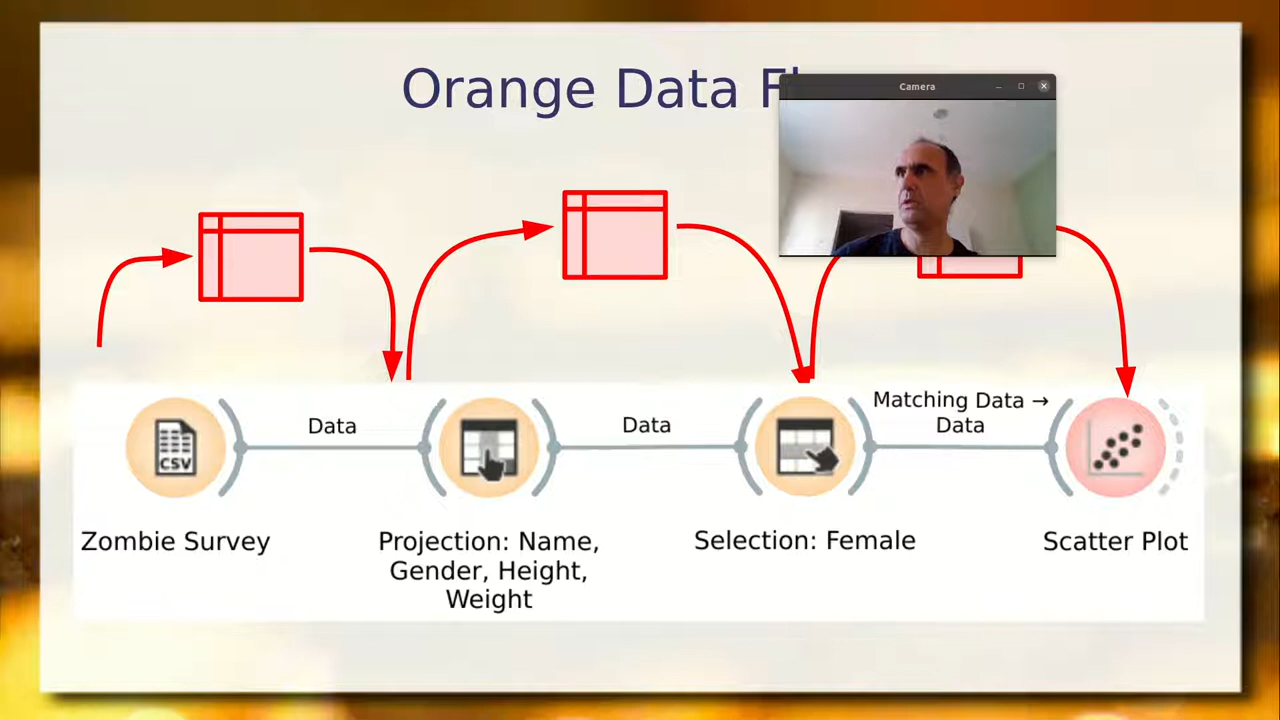 Orange Data
Camera
Data
Data
Matching Data →
Data
CSV
Zombie Survey
Projection: Name,
Gender, Height,
Weight
Selection: Female
Scatter Plot